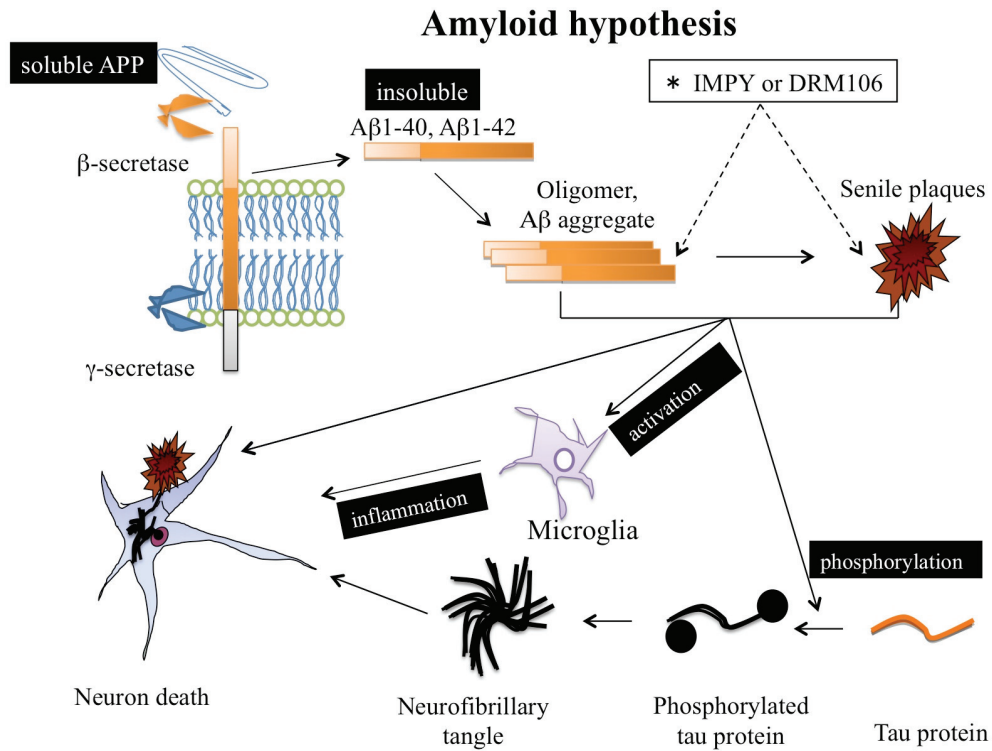 Amyloid hypothesis
soluble APP
insoluble
Aβ1-40, Aβ1-42
* IMPY or DRM106
β-secretase
Oligomer,
Aβ aggregate
Senile plaques
γ-secretase
activation
inflammation
Microglia
phosphorylation
Neuron death
Neurofibrillary
tangle
Phosphorylated
tau protein
Tau protein